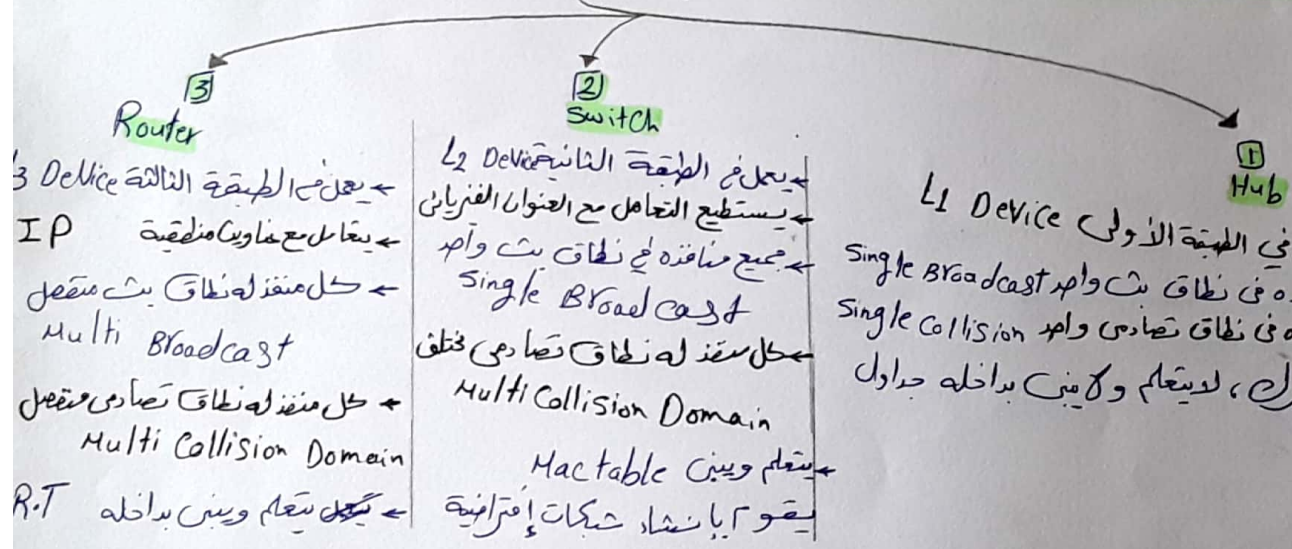 1
Hub
في الطبقة الأولى L1 Device
ه في نطاق بث واحد Single Broadcast
ه في نطاق تصادمي واحد Single Collision
لا يتعلم ولا يبني بداخله جداول
2
Switch
← يعمل في الطبقة الثانية L2 Device
← يستطيع التعامل مع العنوان الفزيائي
← جميع منافذه في نطاق بث واحد
Single Broadcast
← كل منفذ له نطاق تصادمي مختلف
Multi Collision Domain
← يتعلم ويبني Mac table
يقوم بإنشاء شبكات إفتراضية
3
Router
← يعمل في الطبقة الثالثة 3 Device
← يتعامل مع عناوين منطقية IP
← كل منفذ له نطاق بث منفصل
Multi Broadcast
← كل منفذ له نطاق تصادمي منفصل
Multi Collision Domain
← يتعلم ويبني بداخله R.T